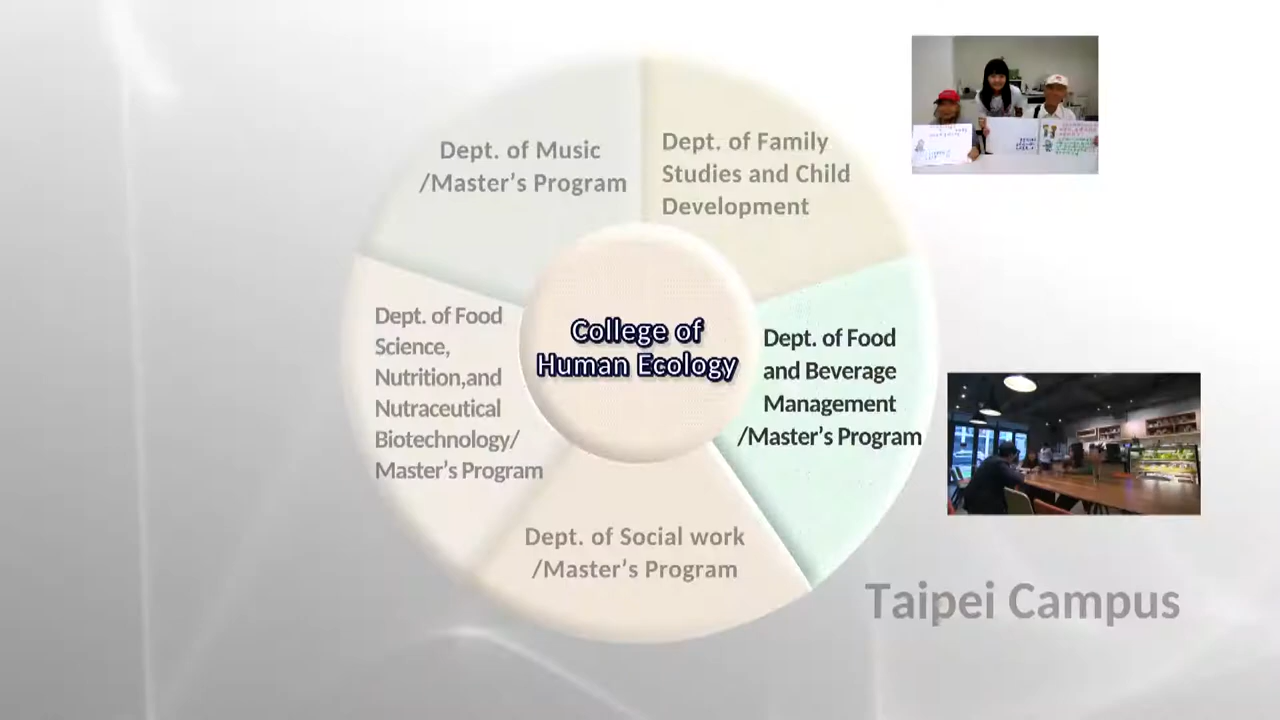 Dept. of Music
/Master's Program
Dept. of Family
Studies and Child
Development
College of
Human Ecology
Dept. of Food
and Beverage
Management
/Master's Program
Dept. of Food
Science,
Nutrition,and
Nutraceutical
Biotechnology/
Master's Program
Dept. of Social work
/Master's Program
Taipei Campus